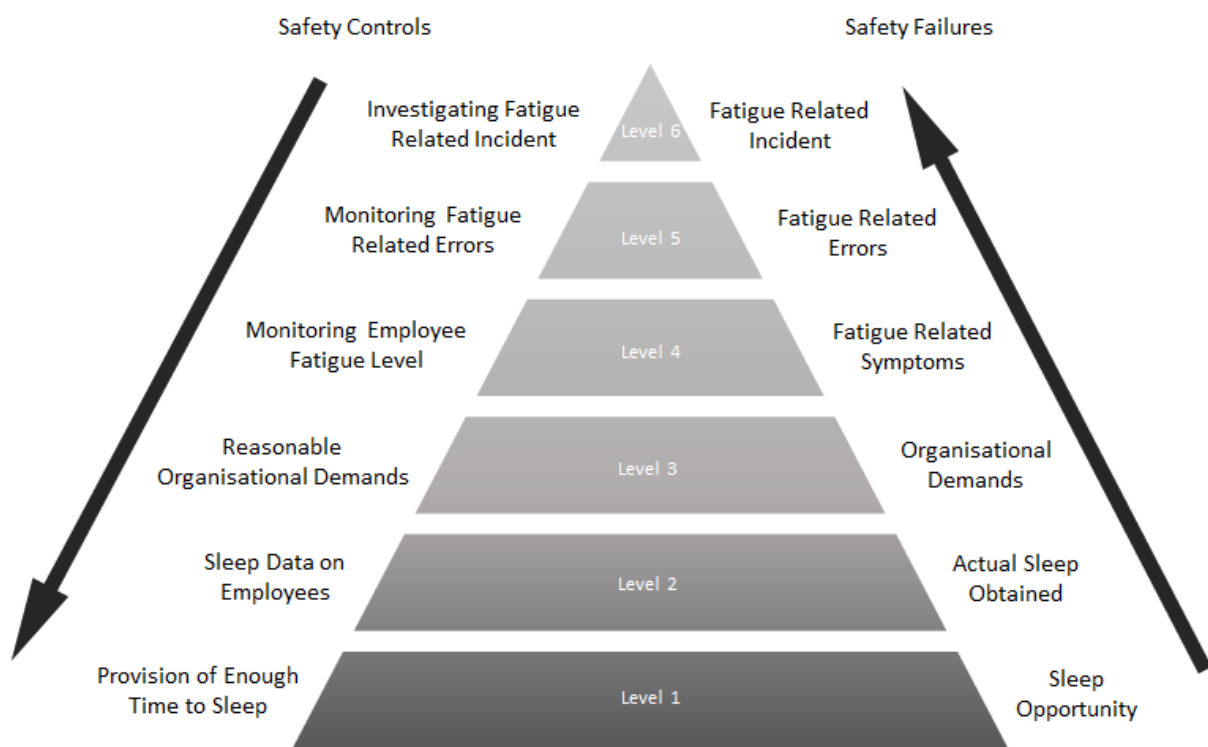 Safety Controls
Safety Failures
Investigating Fatigue
Related Incident
Level 6
Fatigue Related
Incident
Monitoring Fatigue
Related Errors
Level 5
Fatigue Related
Errors
Monitoring Employee
Fatigue Level
Level 4
Fatigue Related
Symptoms
Reasonable
Organisational Demands
Level 3
Organisational
Demands
Sleep Data on
Employees
Level 2
Actual Sleep
Obtained
Provision of Enough
Time to Sleep
Level 1
Sleep
Opportunity